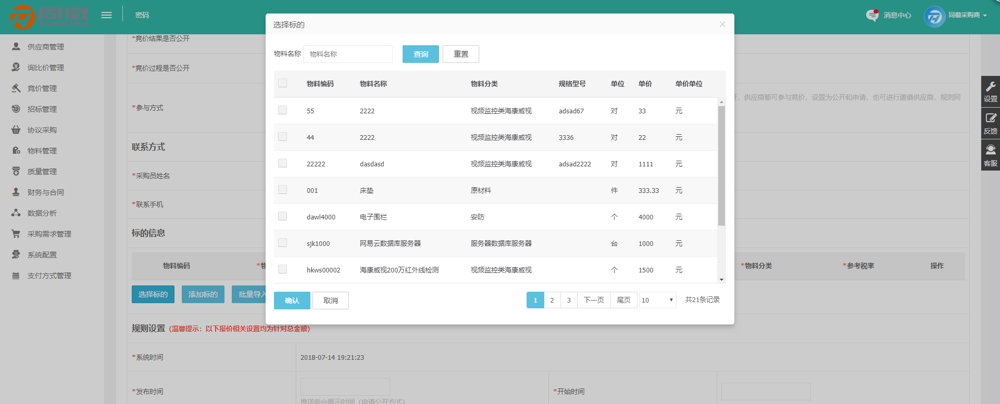 同徽
TONGHUI
密码
消息中心
同徽采购商
供应商管理
询比价管理
竞价管理
招标管理
协议采购
物料管理
质量管理
财务与合同
数据分析
采购需求管理
系统配置
支付方式管理
*竞价结果是否公开
*竞价过程是否公开
*参与方式
开，供应商都可参与竞价，设置为公开和申请，也可进行邀请供应商，规则同
联系方式
*采购员姓名
*联系手机
标的信息
物料编码 *物 *物料分类 *参考税率 操作
选择标的 添加标的 批量导入
规则设置 (温馨提示：以下报价相关设置均为针对总金额)
*系统时间 2018-07-14 19:21:23
*发布时间 *开始时间
推送前台展示时间（申请公开方式）
选择标的
物料名称 物料名称 查询 重置
物料编码 物料名称 物料分类 规格型号 单位 单价 单价单位
55 2222 视频监控类海康威视 adsad67 对 33 元
44 2222 视频监控类海康威视 3336 对 22 元
22222 dasdasd 视频监控类海康威视 adsad2222 对 1111 元
001 床垫 原材料 件 333.33 元
dawl4000 电子围栏 安防 个 4000 元
sjk1000 网易云数据库服务器 服务器数据库服务器 台 1000 元
hkws00002 海康威视200万红外线检测 视频监控类海康威视 个 1500 元
确认 取消
1 2 3 下一页 尾页 10 共21条记录
设置
反馈
客服